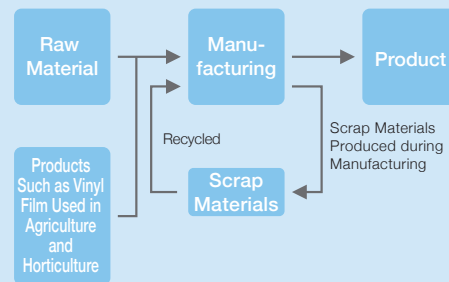 Raw
Material
Manu-
facturing
Product
Recycled
Scrap Materials
Produced during
Manufacturing
Products
Such as Vinyl
Film Used in
Agriculture
and
Horticulture
Scrap
Materials